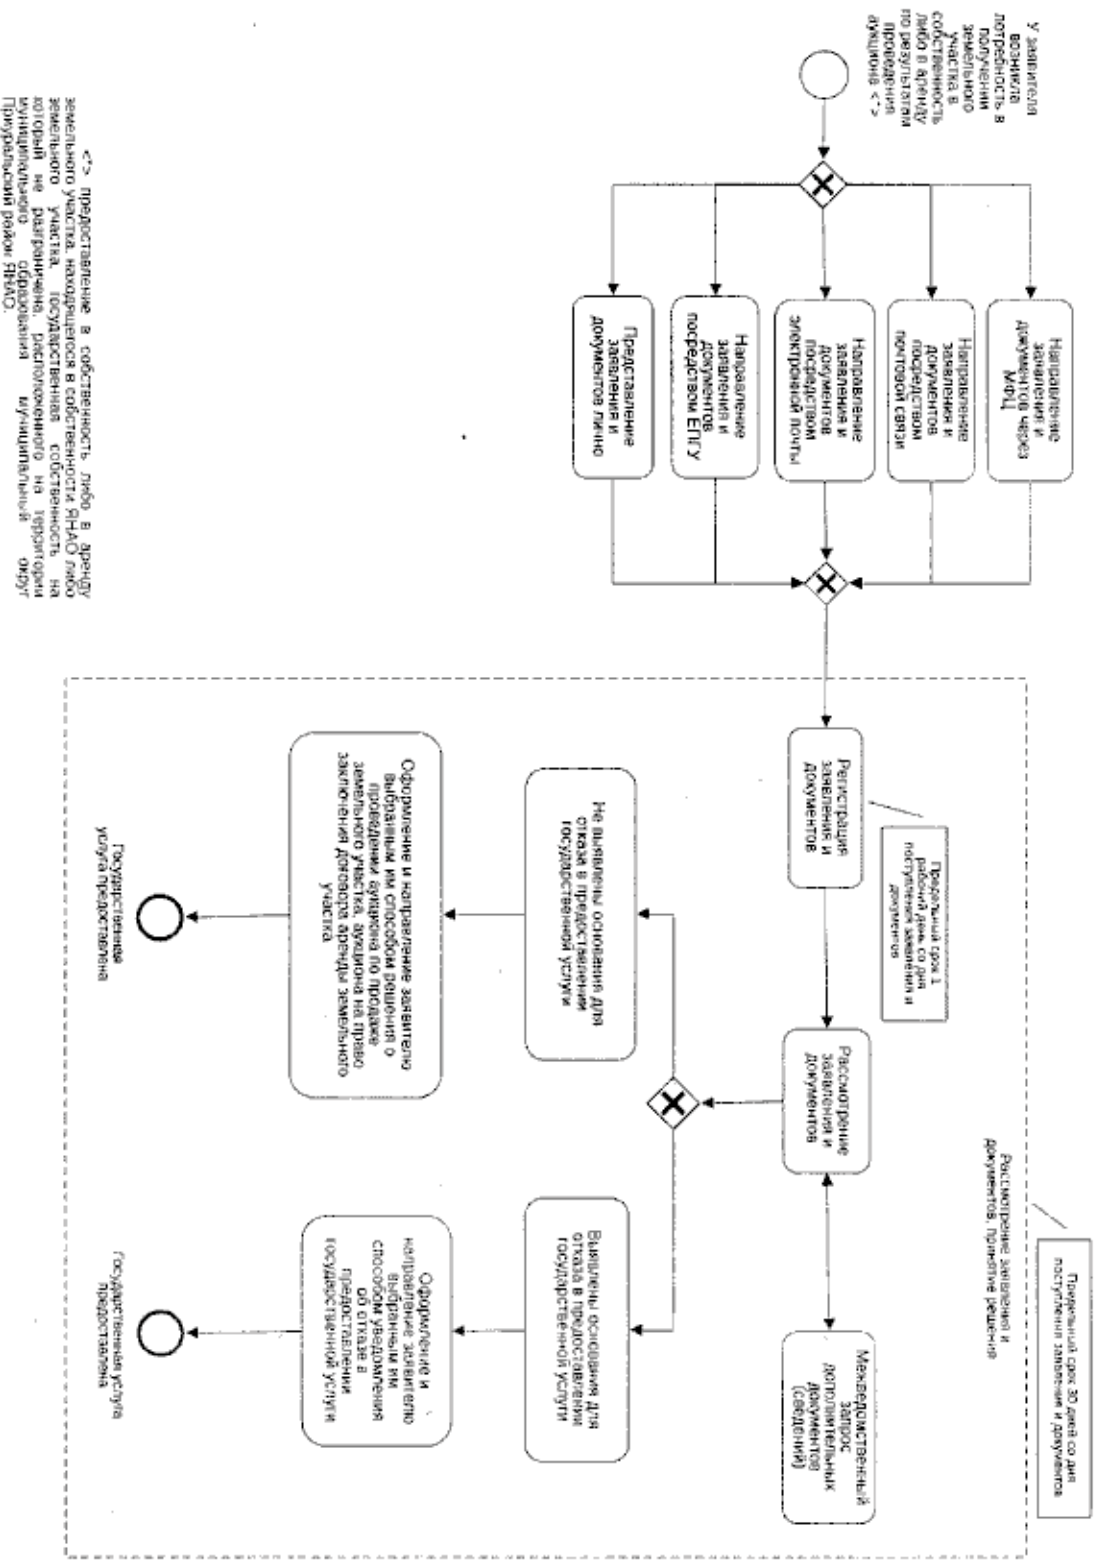 У заявителя
возникла
потребность в
получении
земельного
участка в
собственность
либо в аренду
по результатам
проведения
аукциона <*>
Направление
заявления и
документов через
МФЦ
Направление
заявления и
документов
посредством
почтовой связи
Направление
заявления и
документов
посредством
электронной почты
Направление
заявления и
документов
посредством ЕПГУ
Представление
заявления и
документов лично
Предельный срок 30 дней со дня
поступления заявления и документов
Рассмотрение заявления и
документов, принятие решения
Предельный срок 1
рабочий день со дня
поступления заявления и
документов
Регистрация
заявления и
документов
Рассмотрение
заявления и
документов
Межведомственный
запрос
дополнительных
документов
(сведений)
Не выявлены основания для
отказа в предоставлении
государственной услуги
Выявлены основания для
отказа в предоставлении
государственной услуги
Оформление и направление заявителю
выбранным им способом решения о
проведении аукциона по продаже
земельного участка, аукциона на право
заключения договора аренды земельного
участка
Оформление и
направление заявителю
выбранным им
способом уведомления
об отказе в
предоставлении
государственной услуги
Государственная
услуга предоставлена
Государственная услуга
предоставлена
<*> предоставление в собственность либо в аренду
земельного участка, находящегося в собственности ЯНАО либо
земельного участка, государственная собственность на
который не разграничена, расположенного на территории
муниципального образования муниципальный округ
Приуральский район ЯНАО.